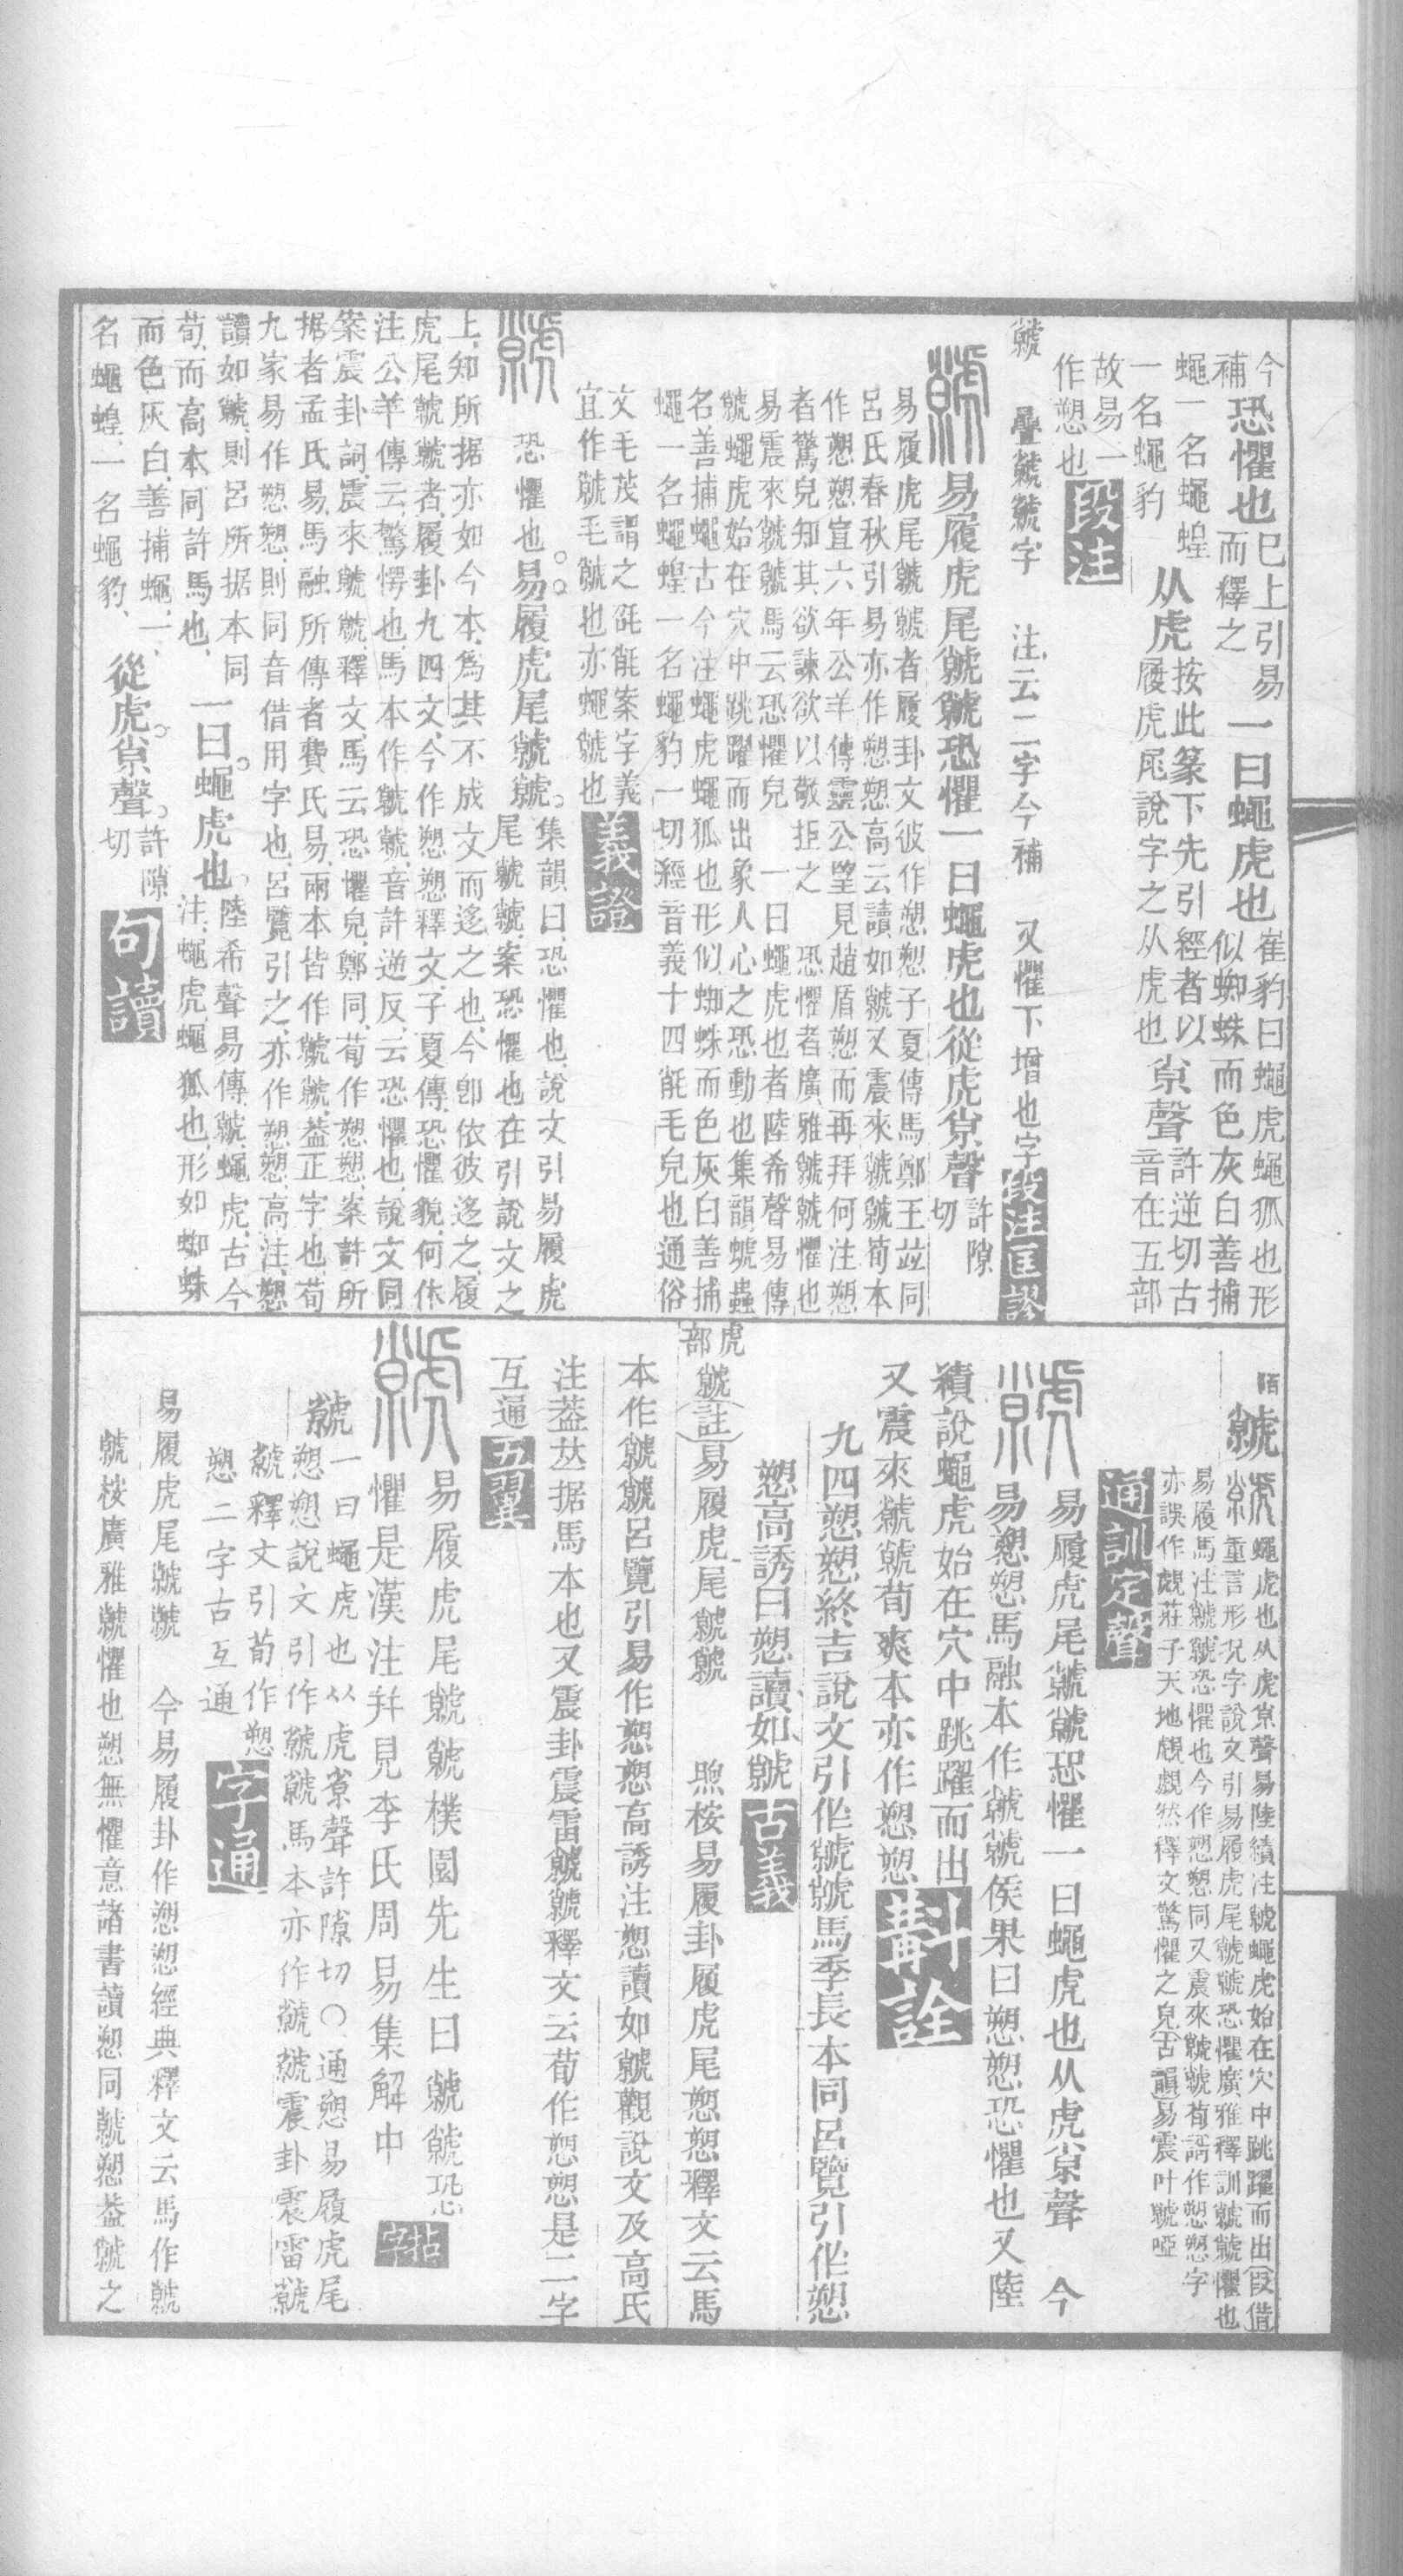 今補恐懼也巳上引易而釋之一曰蠅虎也崔豹曰蠅虎蠅狐也形似蜘蛛而色灰白善捕
蠅一名蠅蝗一名蠅豹从虎按此篆下先引經者以履虎尾說字之从虎也𡭴聲許逆切古音在五部
故易一作愬也段注
虩 疊虩虩字 注云二字今補 又懼下增也字段注匡謬
易履虎尾虩虩恐懼一曰蠅虎也從虎𡭴聲許隙切
易履虎尾虩虩者履卦文彼作愬愬子夏傳馬鄭王竝同
呂氏春秋引易亦作愬愬高云讀如虩又震來虩虩荀本
作愬愬宣六年公羊傳靈公望見趙盾愬而再拜何注愬
者驚皃知其欲諫欲以敬拒之 恐懼者廣雅虩虩懼也
易震來虩虩馬云恐懼皃 一曰蠅虎也者陸希聲易傳
虩蠅虎始在穴中跳躍而出象人心之恐動也集韻虩蟲
名善捕蠅古今注蠅虎蠅狐也形似蜘蛛而色灰白善捕
蠅一名蠅蝗一名蠅豹一切經音義十四毹毛皃也通俗
文毛茂謂之毹毹案字義
宜作虩毛虩也亦蠅虩也義證
恐懼也易履虎尾虩虩集韻曰恐懼也說文引易履虎尾虩虩案恐懼也在引說文之
上知所据亦如今本爲其不成文而迻之也今卽依彼迻之履
虎尾虩虩者履卦九四文今作愬愬釋文子夏傳恐懼貌何休
注公羊傳云驚愕也馬本作虩虩音許逆反云恐懼也說文同
案震卦詞震來虩虩釋文馬云恐懼皃鄭同荀作愬愬案許所
据者孟氏易馬融所傳者費氏易兩本皆作虩虩葢正字也荀
九家易作愬愬則同音借用字也呂覽引之亦作愬愬高注愬
讀如虩則呂所据本同
荀而高本同許馬也一曰蠅虎也陸希聲易傳虩蠅虎古今注蠅虎蠅狐也形如蜘蛛
而色灰白善捕蠅一
名蠅蝗一名蠅豹從虎𡭴聲許隙切句讀
陌虩蠅虎也从虎𡭴聲易陸績注虩蠅虎始在穴中跳躍而出叚借
重言形況字說文引易履虎尾虩虩恐懼廣雅釋訓虩虩懼也
易履馬注虩虩恐懼也今作愬愬同又震來虩虩荀諝作愬愬字
亦誤作覤莊子天地覤覤然釋文驚懼之皃古韻易震叶虩啞
通訓定聲
易履虎尾虩虩恐懼一曰蠅虎也从虎𡭴聲 今
易愬愬馬融本作虩虩侯果曰愬愬恐懼也又陸
績說蠅虎始在穴中跳躍而出斠詮
又震來虩虩荀爽本亦作愬愬
九四愬愬終吉說文引作虩虩馬季長本同呂覽引作愬
愬高誘曰愬讀如虩古義
虎部虩註易履虎尾虩虩 煦桉易履卦履虎尾愬愬釋文云馬
本作虩虩呂覽引易作愬愬高誘注愬讀如虩觀說文及高氏
注葢竝据馬本也又震卦震雷虩虩釋文云荀作愬愬是二字
互通五翼
易履虎尾虩虩樸園先生曰虩虩恐
懼是漢注幷見李氏周易集解中拈字
虩一曰蠅虎也从虎𡭴聲許隙切○通愬易履虎尾
愬愬說文引作虩虩馬本亦作虩虩震卦震雷虩
虩釋文引荀作愬
愬二字古互通字通
易履虎尾虩虩 今易履卦作愬愬經典釋文云馬作虩
虩桉廣雅虩懼也愬無懼意諸書讀愬同虩愬葢虩之